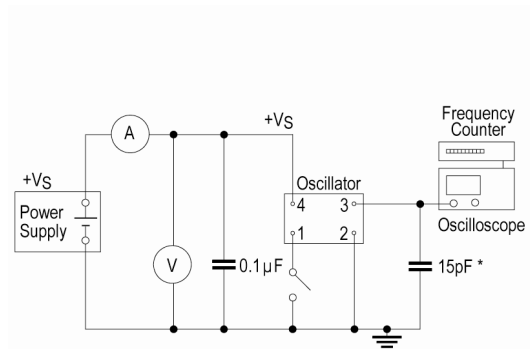 Frequency
Counter
+VS
A
+VS
Oscillator
4 3
1 2
Oscilloscope
Power
Supply
V
0.1µF
15pF *